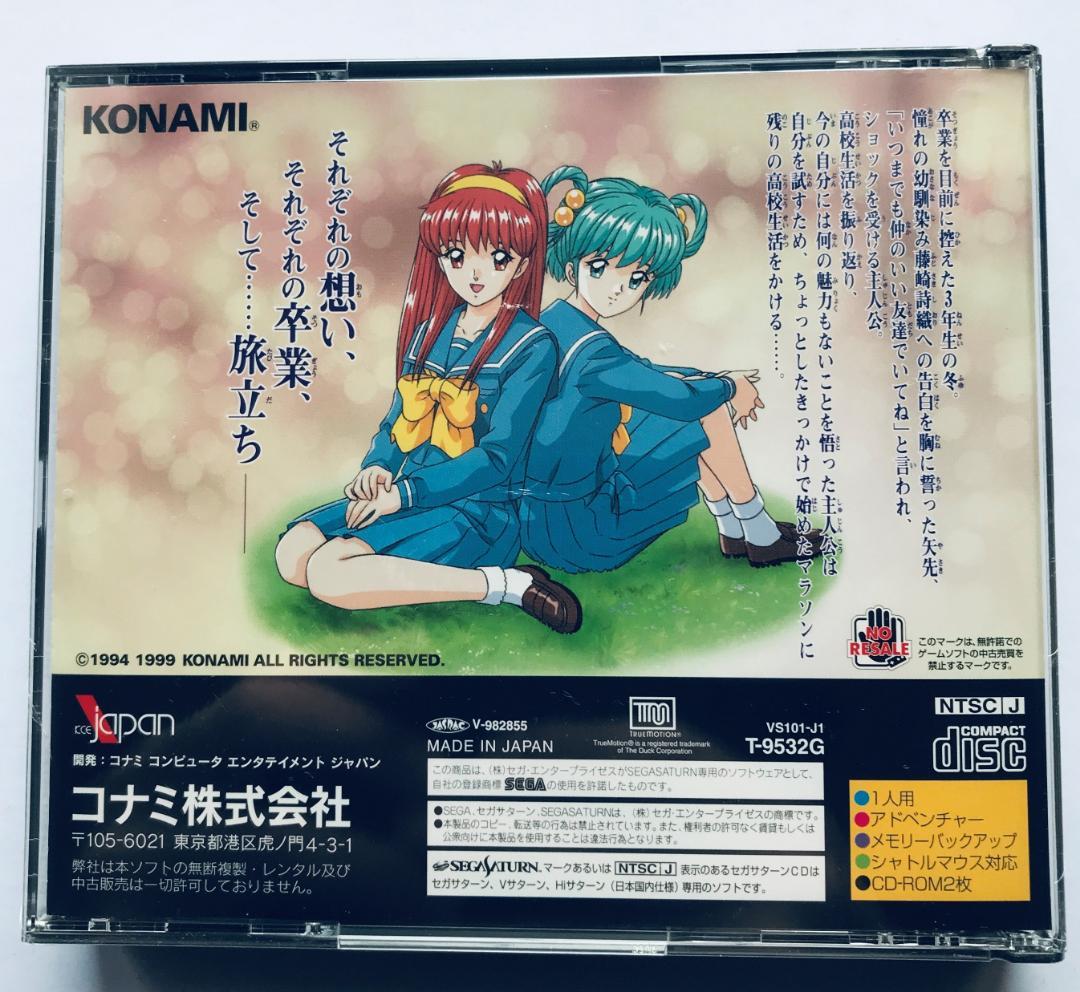 KONAMI®
卒業を目前に控えた3年生の冬。
憧れの幼馴染み藤崎詩織への告白を胸に誓った矢先、
「いつまでも仲のいい友達でいてね」と言われ、
ショックを受ける主人公。
高校生活を振り返り、
今の自分には何の魅力もないことを悟った主人公は
自分を試すため、ちょっとしたきっかけで始めたマラソンに
残りの高校生活をかける……。
それぞれの想い、
それぞれの卒業、
そして……旅立ち
NO RESALE
このマークは、無許諾での
ゲームソフトの中古売買を
禁止するマークです。
©1994 1999 KONAMI ALL RIGHTS RESERVED.
KCE japan
開発:コナミ コンピュータ エンタテイメント ジャパン
コナミ株式会社
〒105-6021 東京都港区虎ノ門4-3-1
弊社は本ソフトの無断複製・レンタル及び
中古販売は一切許可しておりません。
JASRAC V-982855
MADE IN JAPAN
TM
TRUEMOTION®
TrueMotion® is a registered trademark
of The Duck Corporation
VS101-J1
T-9532G
この商品は、(株)セガ・エンタープライゼスがSEGASATURN専用のソフトウェアとして、
自社の登録商標 SEGA の使用を許諾したものです。
●SEGA、セガサターン、SEGASATURNは、(株)セガ・エンタープライゼスの商標です。
●本製品のコピー、転送等の行為は禁止されています。また、権利者の許可なく賃貸もしくは
公衆向けに本製品を使用することは違法行為となります。
SEGASATURN™ マークあるいは NTSC J 表示のあるセガサターンCDは
セガサターン、Vサターン、Hiサターン(日本国内仕様)専用のソフトです。
NTSC J
COMPACT disc
●1人用
●アドベンチャー
●メモリーバックアップ
●シャトルマウス対応
●CD-ROM2枚